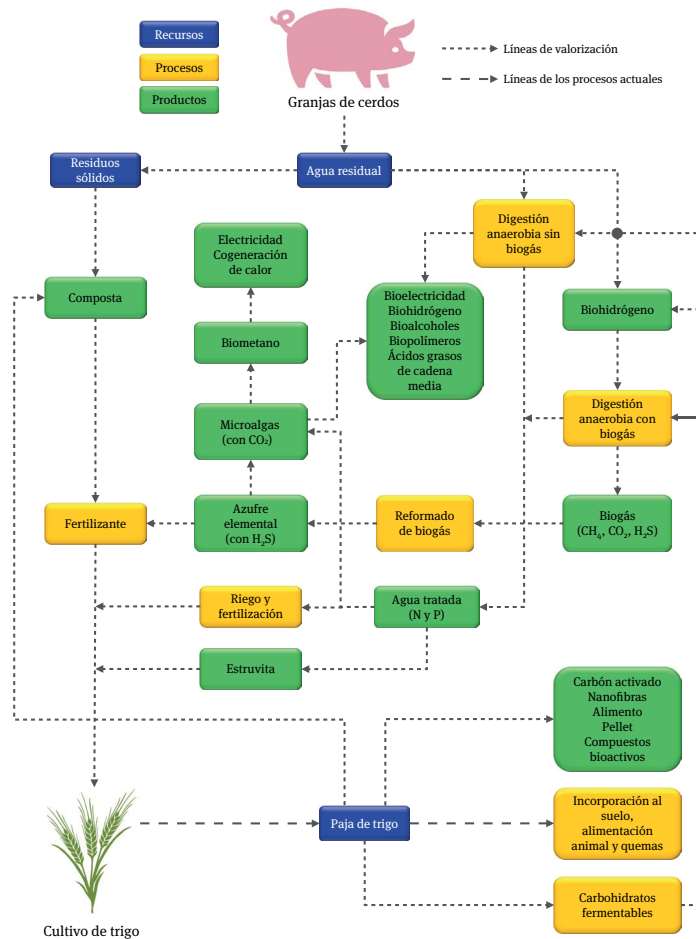 Recursos
Procesos
Productos
Líneas de valorización
Líneas de los procesos actuales
Granjas de cerdos
Residuos
sólidos
Agua residual
Digestión
anaerobia sin
biogás
Electricidad
Cogeneración
de calor
Composta
Bioelectricidad
Biohidrógeno
Bioalcoholes
Biopolímeros
Ácidos grasos
de cadena
media
Biohidrógeno
Biometano
Microalgas
(con CO₂)
Digestión
anaerobia con
biogás
Fertilizante
Azufre
elemental
(con H₂S)
Reformado
de biogás
Biogás
(CH₄, CO₂, H₂S)
Riego y
fertilización
Agua tratada
(N y P)
Estruvita
Carbón activado
Nanofibras
Alimento
Pellet
Compuestos
bioactivos
Paja de trigo
Incorporación al
suelo,
alimentación
animal y quemas
Carbohidratos
fermentables
Cultivo de trigo